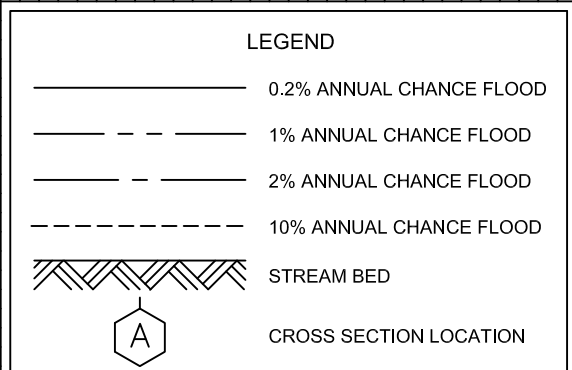 LEGEND
0.2% ANNUAL CHANCE FLOOD
1% ANNUAL CHANCE FLOOD
2% ANNUAL CHANCE FLOOD
10% ANNUAL CHANCE FLOOD
STREAM BED
A
CROSS SECTION LOCATION